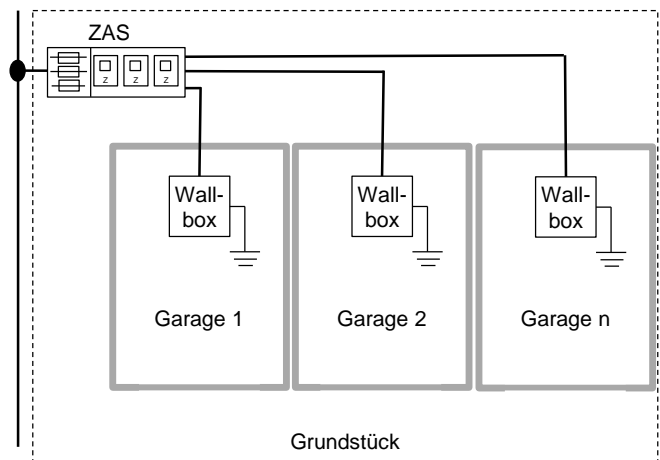 ZAS
z z z
Wall-
box
Wall-
box
Wall-
box
Garage 1
Garage 2
Garage n
Grundstück